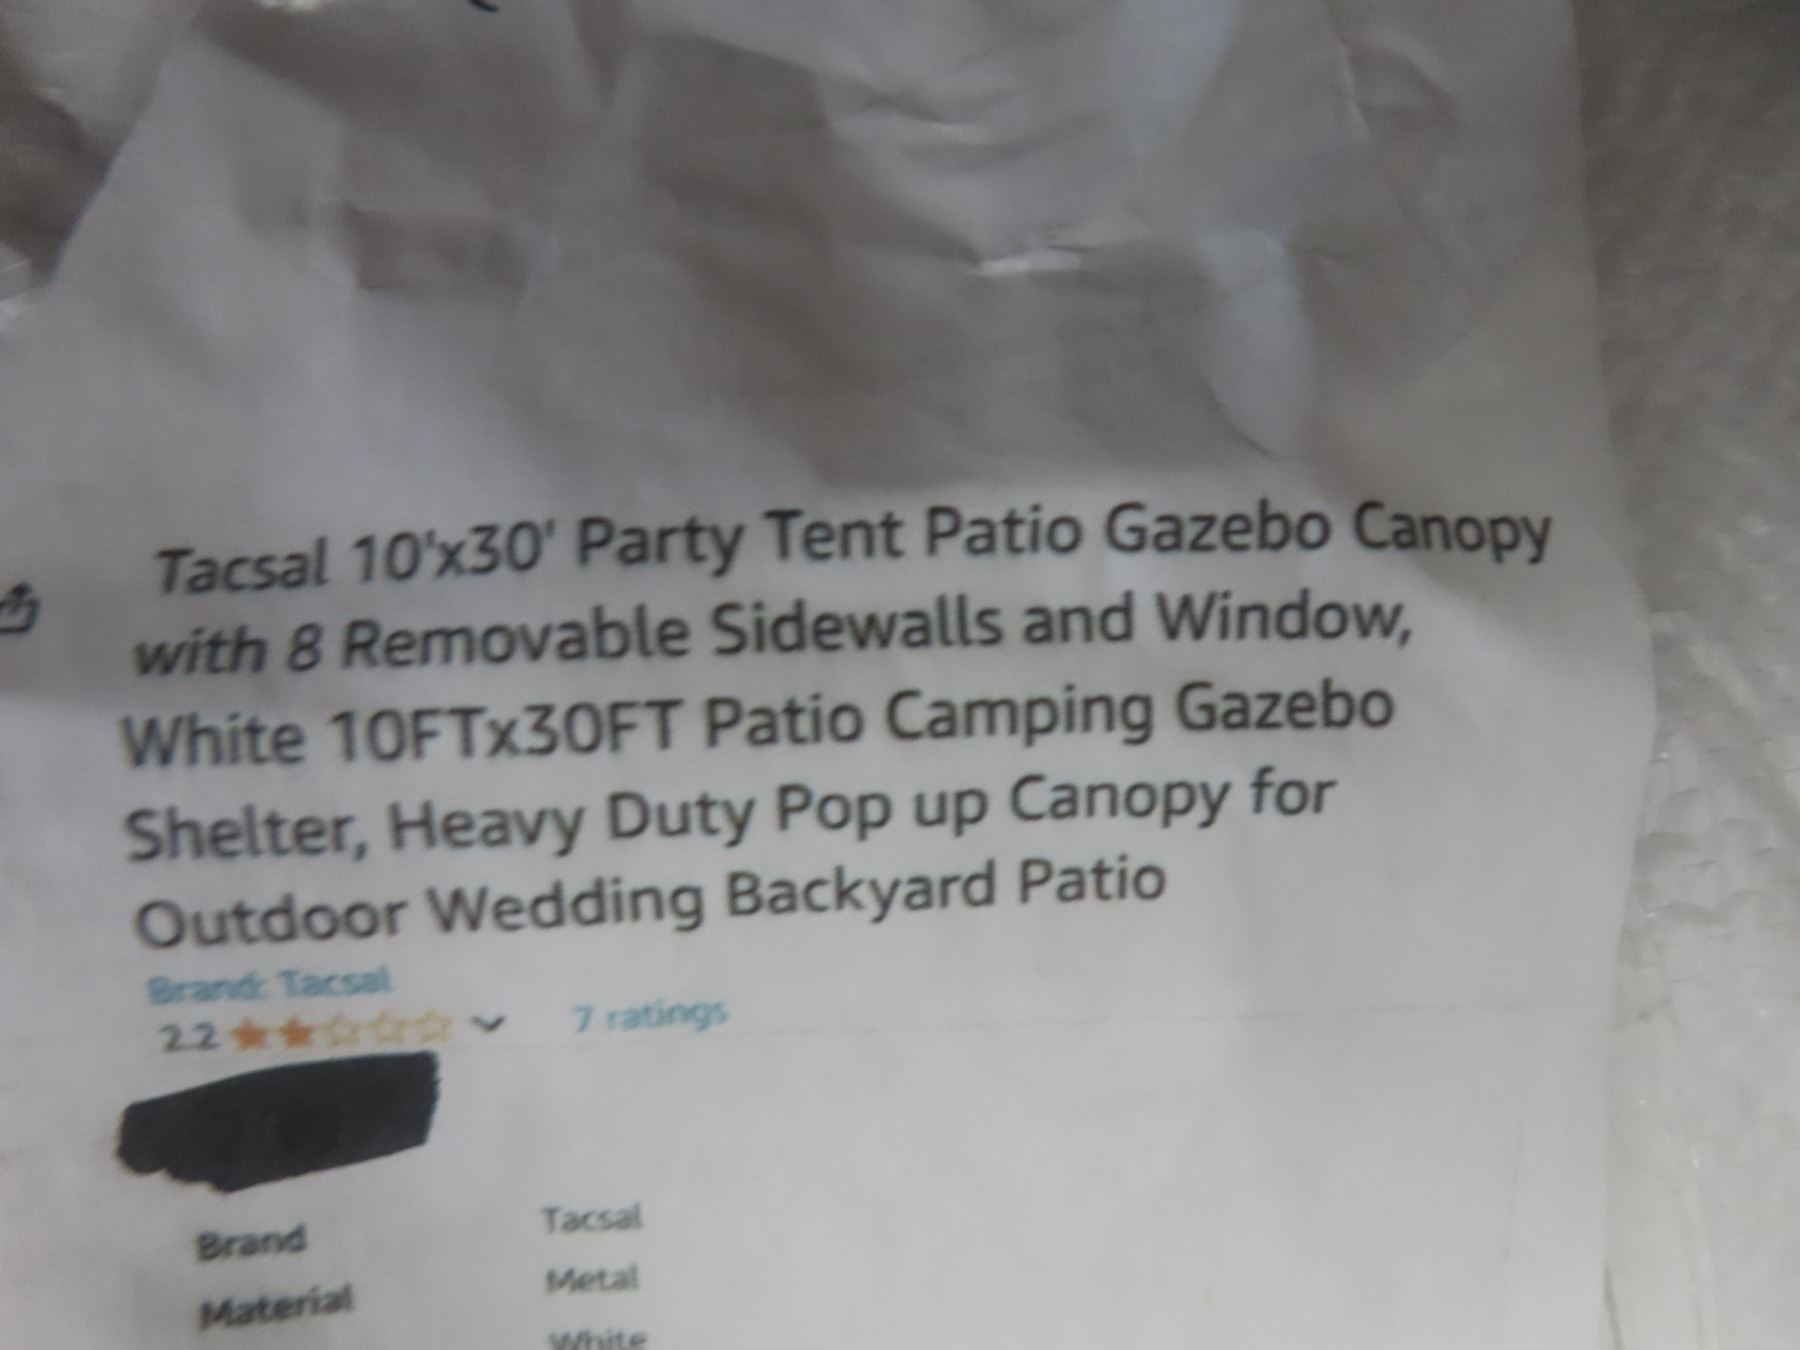 Tacsal 10'x30' Party Tent Patio Gazebo Canopy
with 8 Removable Sidewalls and Window,
White 10FTx30FT Patio Camping Gazebo
Shelter, Heavy Duty Pop up Canopy for
Outdoor Wedding Backyard Patio
Brand: Tacsal
2.2 7 ratings
Brand Tacsal
Material Metal
White